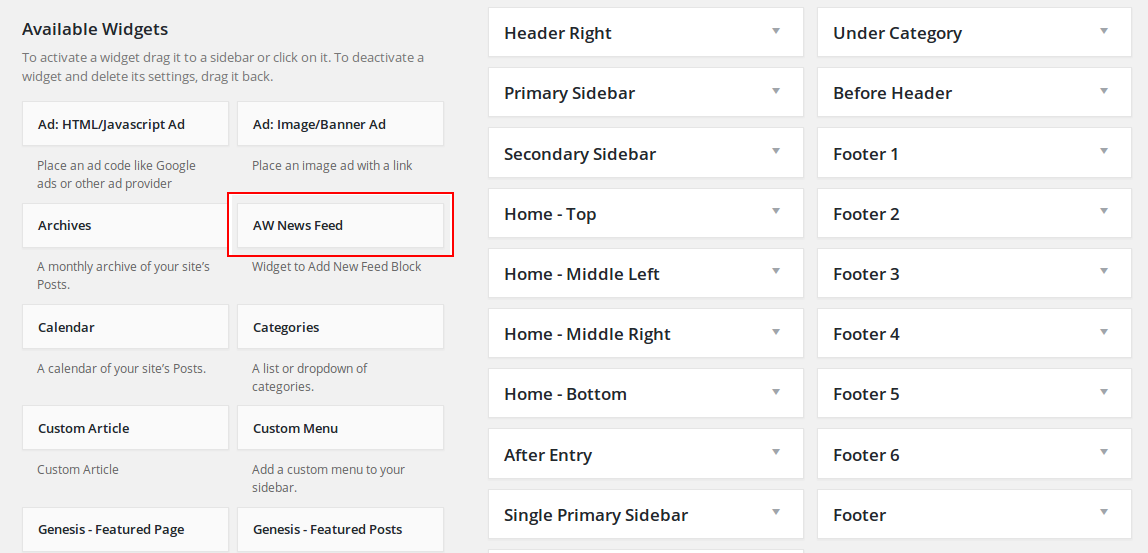 Available Widgets
To activate a widget drag it to a sidebar or click on it. To deactivate a
widget and delete its settings, drag it back.
Ad: HTML/Javascript Ad
Place an ad code like Google
ads or other ad provider
Ad: Image/Banner Ad
Place an image ad with a link
Archives
A monthly archive of your site’s
Posts.
AW News Feed
Widget to Add New Feed Block
Calendar
A calendar of your site’s Posts.
Categories
A list or dropdown of
categories.
Custom Article
Custom Article
Custom Menu
Add a custom menu to your
sidebar.
Genesis - Featured Page
Genesis - Featured Posts
Header Right
Primary Sidebar
Secondary Sidebar
Home - Top
Home - Middle Left
Home - Middle Right
Home - Bottom
After Entry
Single Primary Sidebar
Under Category
Before Header
Footer 1
Footer 2
Footer 3
Footer 4
Footer 5
Footer 6
Footer